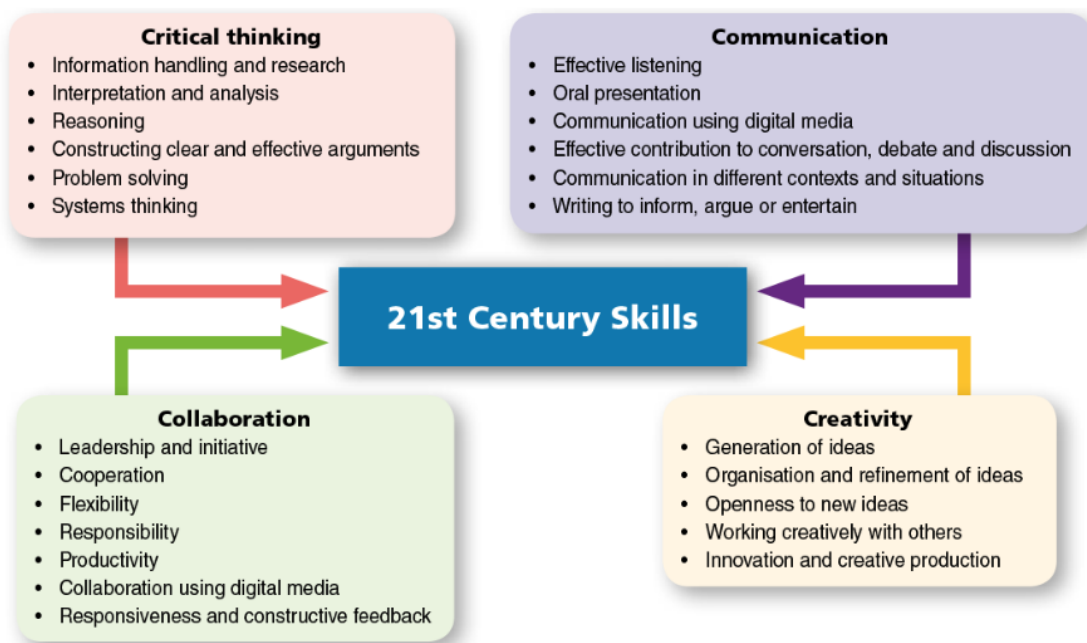 Critical thinking
• Information handling and research
• Interpretation and analysis
• Reasoning
• Constructing clear and effective arguments
• Problem solving
• Systems thinking
Communication
• Effective listening
• Oral presentation
• Communication using digital media
• Effective contribution to conversation, debate and discussion
• Communication in different contexts and situations
• Writing to inform, argue or entertain
21st Century Skills
Collaboration
• Leadership and initiative
• Cooperation
• Flexibility
• Responsibility
• Productivity
• Collaboration using digital media
• Responsiveness and constructive feedback
Creativity
• Generation of ideas
• Organisation and refinement of ideas
• Openness to new ideas
• Working creatively with others
• Innovation and creative production